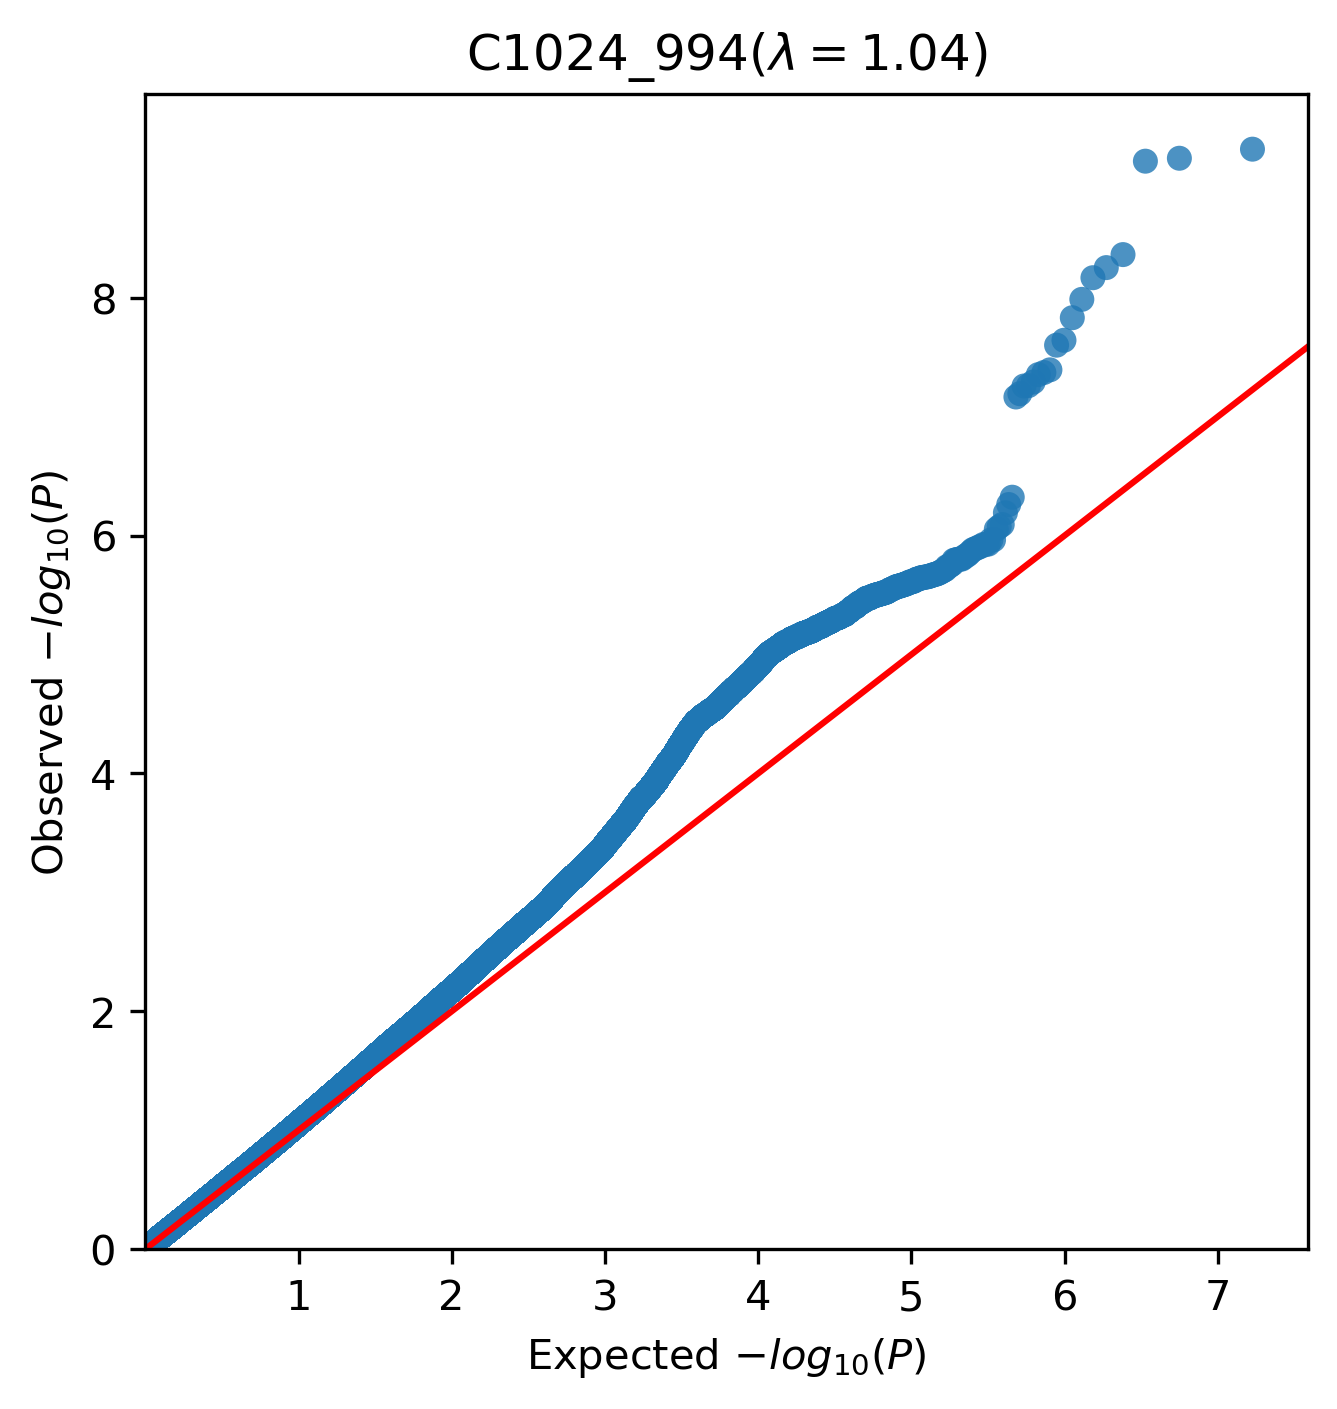 C1024_994(λ = 1.04)
Observed −log₁₀(P)
8
6
4
2
0
1 2 3 4 5 6 7
Expected −log₁₀(P)